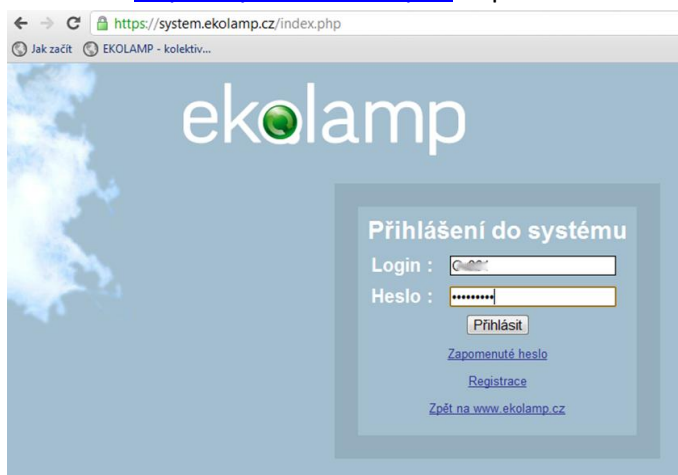 https://system.ekolamp.cz/index.php
Jak začít EKOLAMP - kolektiv...
ekolamp
Přihlášení do systému
Login :
Heslo : •••••••••
Přihlásit
Zapomenuté heslo
Registrace
Zpět na www.ekolamp.cz